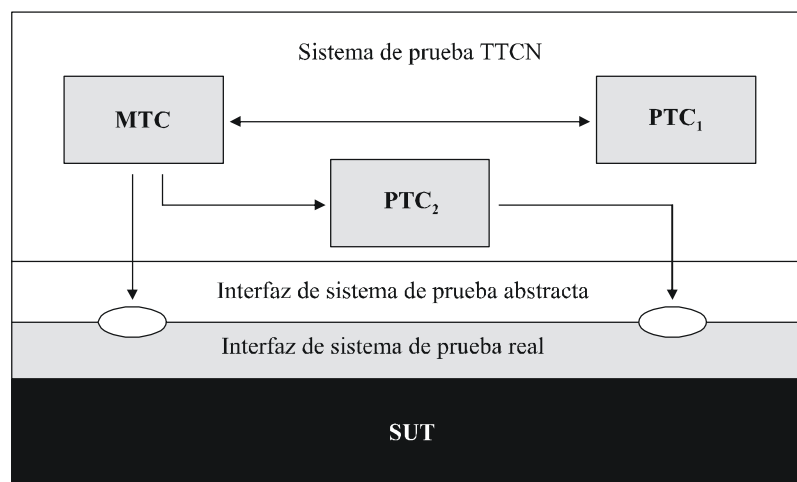 Sistema de prueba TTCN
MTC
PTC₁
PTC₂
Interfaz de sistema de prueba abstracta
Interfaz de sistema de prueba real
SUT